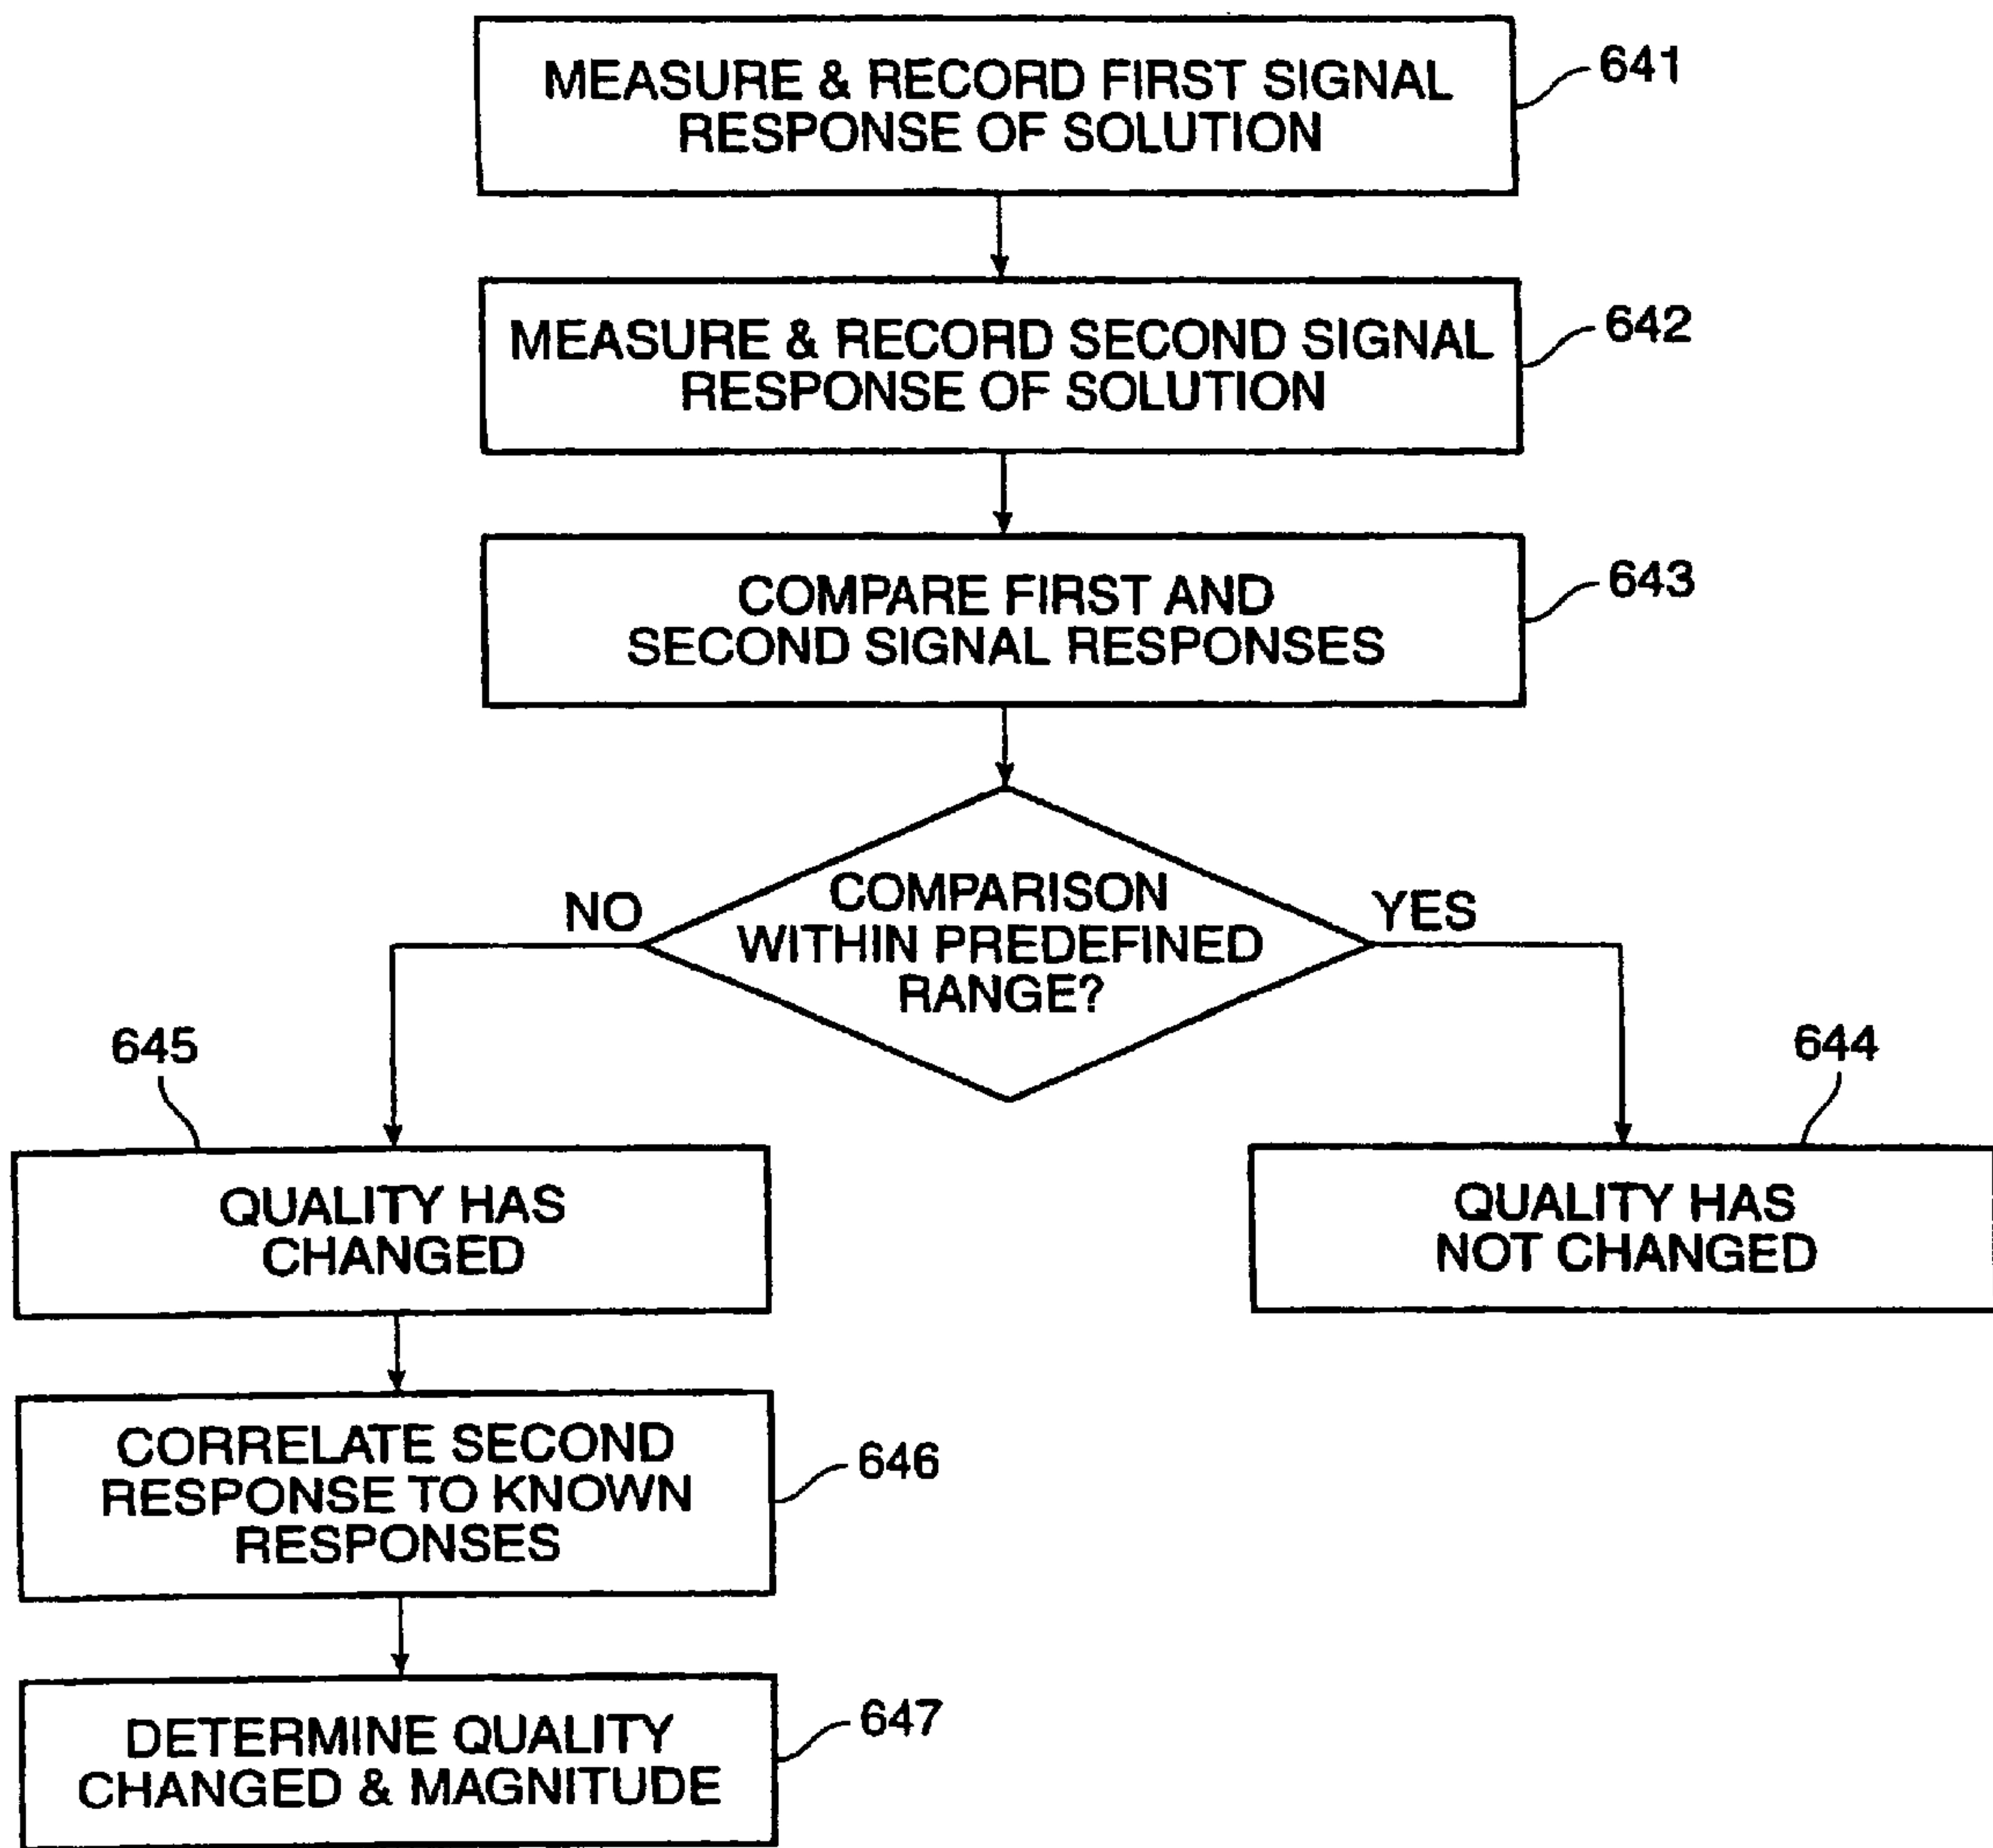 MEASURE & RECORD FIRST SIGNAL
RESPONSE OF SOLUTION
641
MEASURE & RECORD SECOND SIGNAL
RESPONSE OF SOLUTION
642
COMPARE FIRST AND
SECOND SIGNAL RESPONSES
643
COMPARISON
WITHIN PREDEFINED
RANGE?
NO
YES
645
QUALITY HAS
CHANGED
644
QUALITY HAS
NOT CHANGED
CORRELATE SECOND
RESPONSE TO KNOWN
RESPONSES
646
DETERMINE QUALITY
CHANGED & MAGNITUDE
647